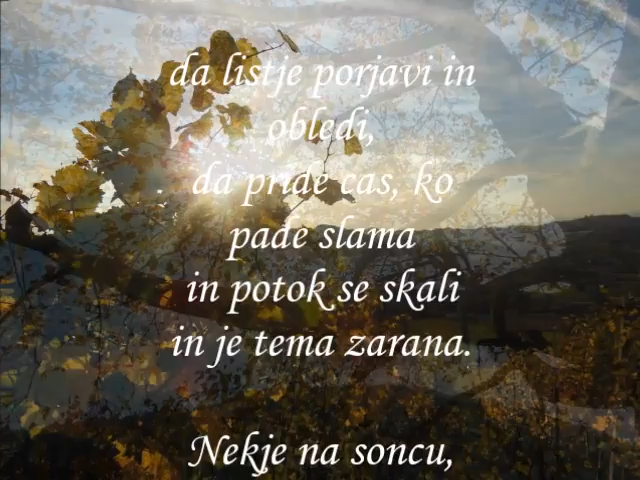 da listje porjavi in
obledi,
da pride cas, ko
pade slama
in potok se skali
in je tema zarana.
Nekje na soncu,